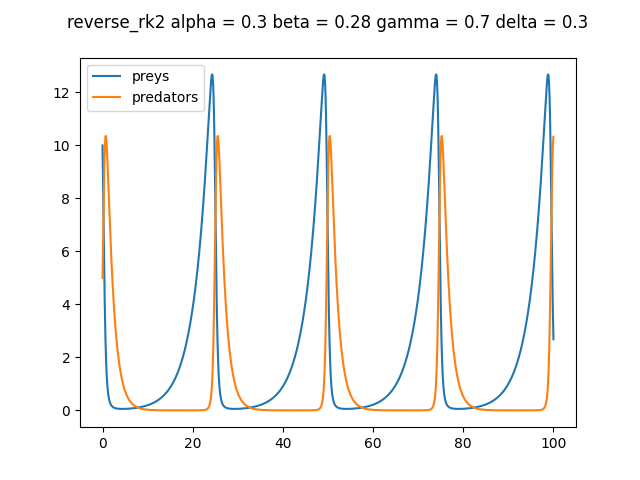 reverse_rk2 alpha = 0.3 beta = 0.28 gamma = 0.7 delta = 0.3
preys
predators
12
10
8
6
4
2
0
0 20 40 60 80 100